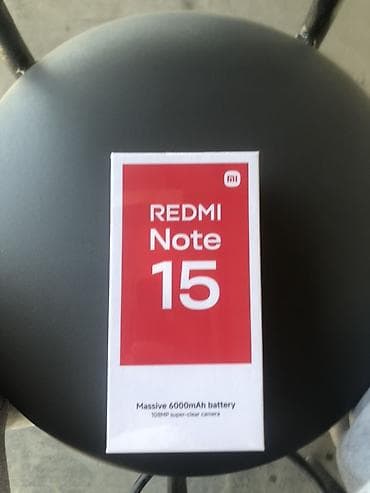 mi
REDMI
Note
15
Massive 6000mAh battery
108MP super-clear camera